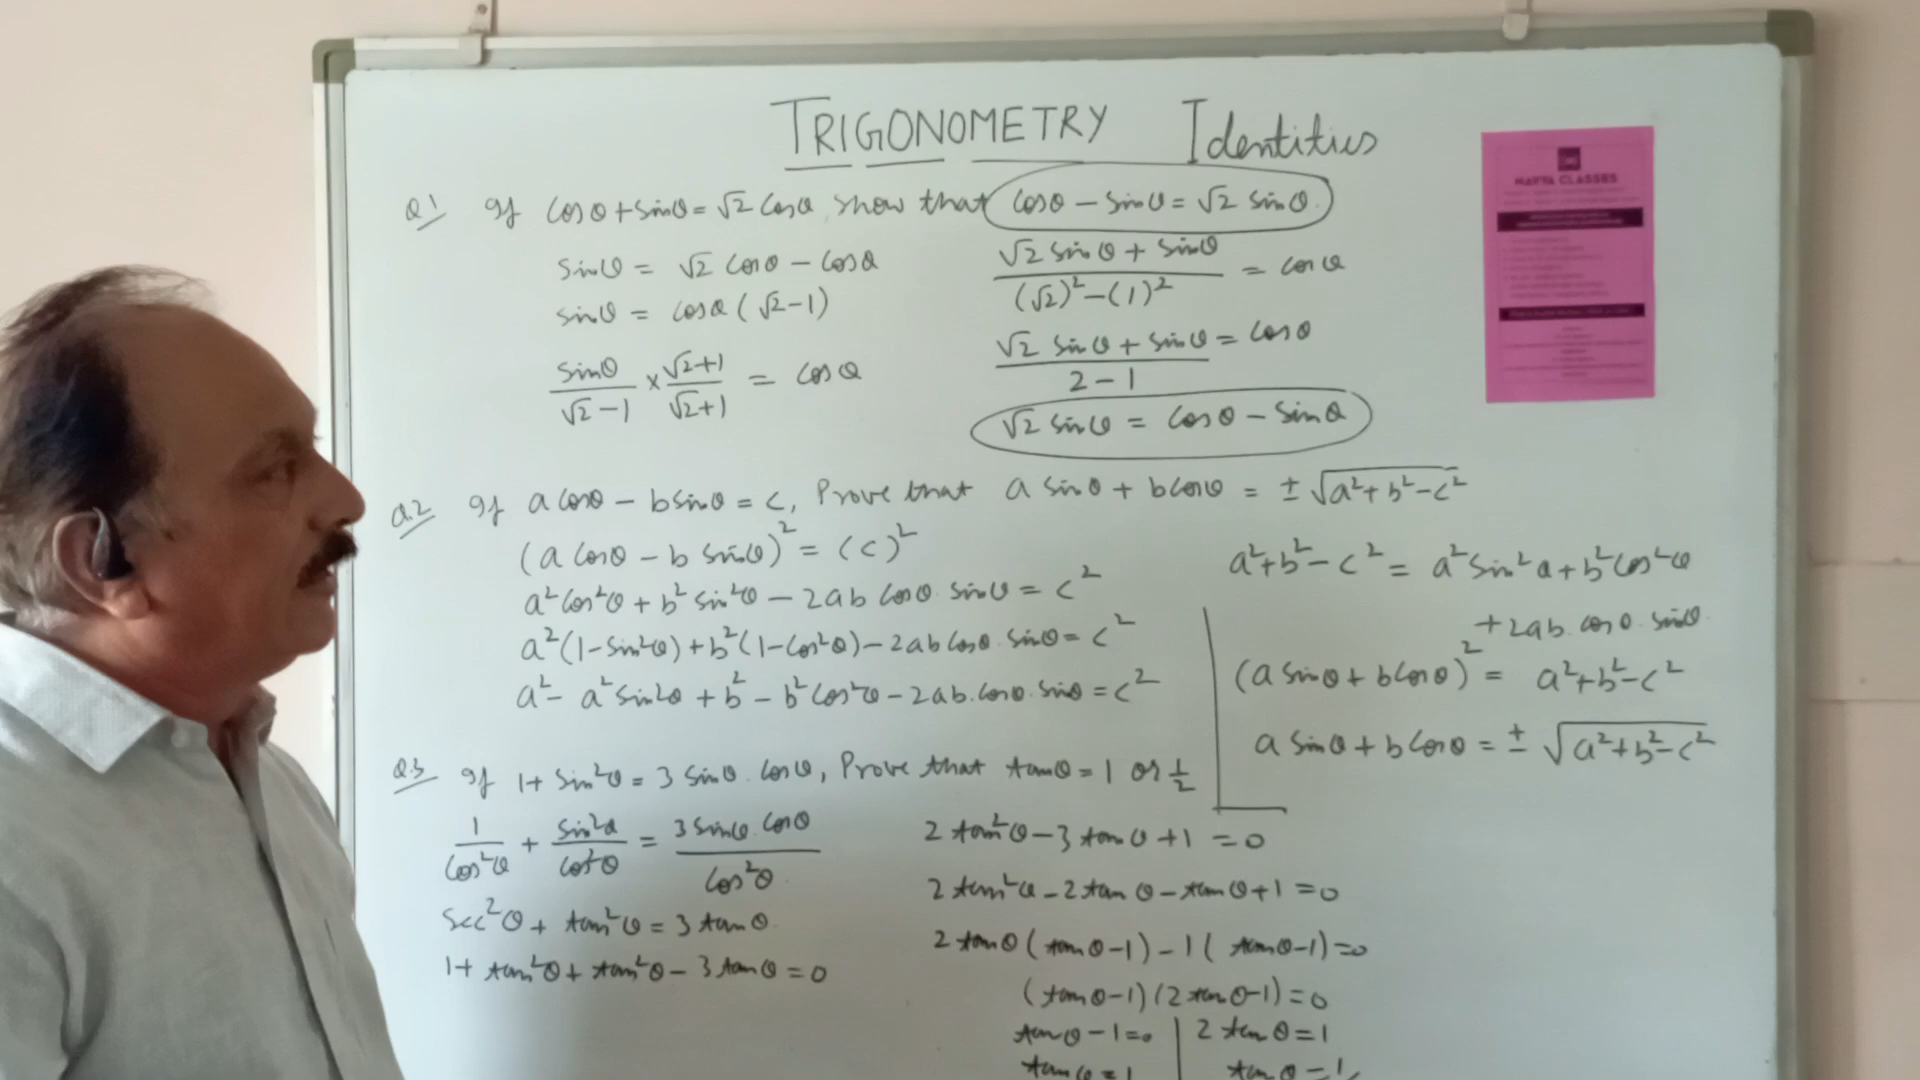 TRIGONOMETRY Identities
Q1 If cosθ + sinθ = √2 cosθ, show that cosθ - sinθ = √2 sinθ.
sinθ = √2 cosθ - cosθ
sinθ = cosθ (√2-1)
sinθ/(√2-1) × (√2+1)/(√2+1) = cosθ
(√2 sinθ + sinθ)/((√2)² - (1)²) = cosθ
(√2 sinθ + sinθ)/(2-1) = cosθ
√2 sinθ = cosθ - sinθ
Q.2 If a cosθ - b sinθ = c, Prove that a sinθ + b cosθ = ± √(a²+b²-c²)
(a cosθ - b sinθ)² = (c)²
a² cos²θ + b² sin²θ - 2ab cosθ. sinθ = c²
a²(1-sin²θ) + b²(1-cos²θ) - 2ab cosθ. sinθ = c²
a² - a² sin²θ + b² - b² cos²θ - 2ab. cosθ. sinθ = c²
a²+b²-c² = a² sin²θ + b² cos²θ
+ 2ab. cosθ. sinθ.
(a sinθ + b cosθ)² = a²+b²-c²
a sinθ + b cosθ = ± √(a²+b²-c²)
Q.3 If 1 + sin²θ = 3 sinθ. cosθ, Prove that tanθ = 1 or 1/2
1/cos²θ + sin²θ/cos²θ = 3 sinθ. cosθ/cos²θ.
sec²θ + tan²θ = 3 tanθ.
1 + tan²θ + tan²θ - 3 tanθ = 0
2 tan²θ - 3 tanθ + 1 = 0
2 tan²θ - 2 tanθ - tanθ + 1 = 0
2 tanθ (tanθ-1) - 1 (tanθ-1) = 0
(tanθ-1) (2 tanθ-1) = 0
tanθ - 1 = 0 | 2 tanθ = 1
tanθ = 1 tanθ = 1/
CLASSES